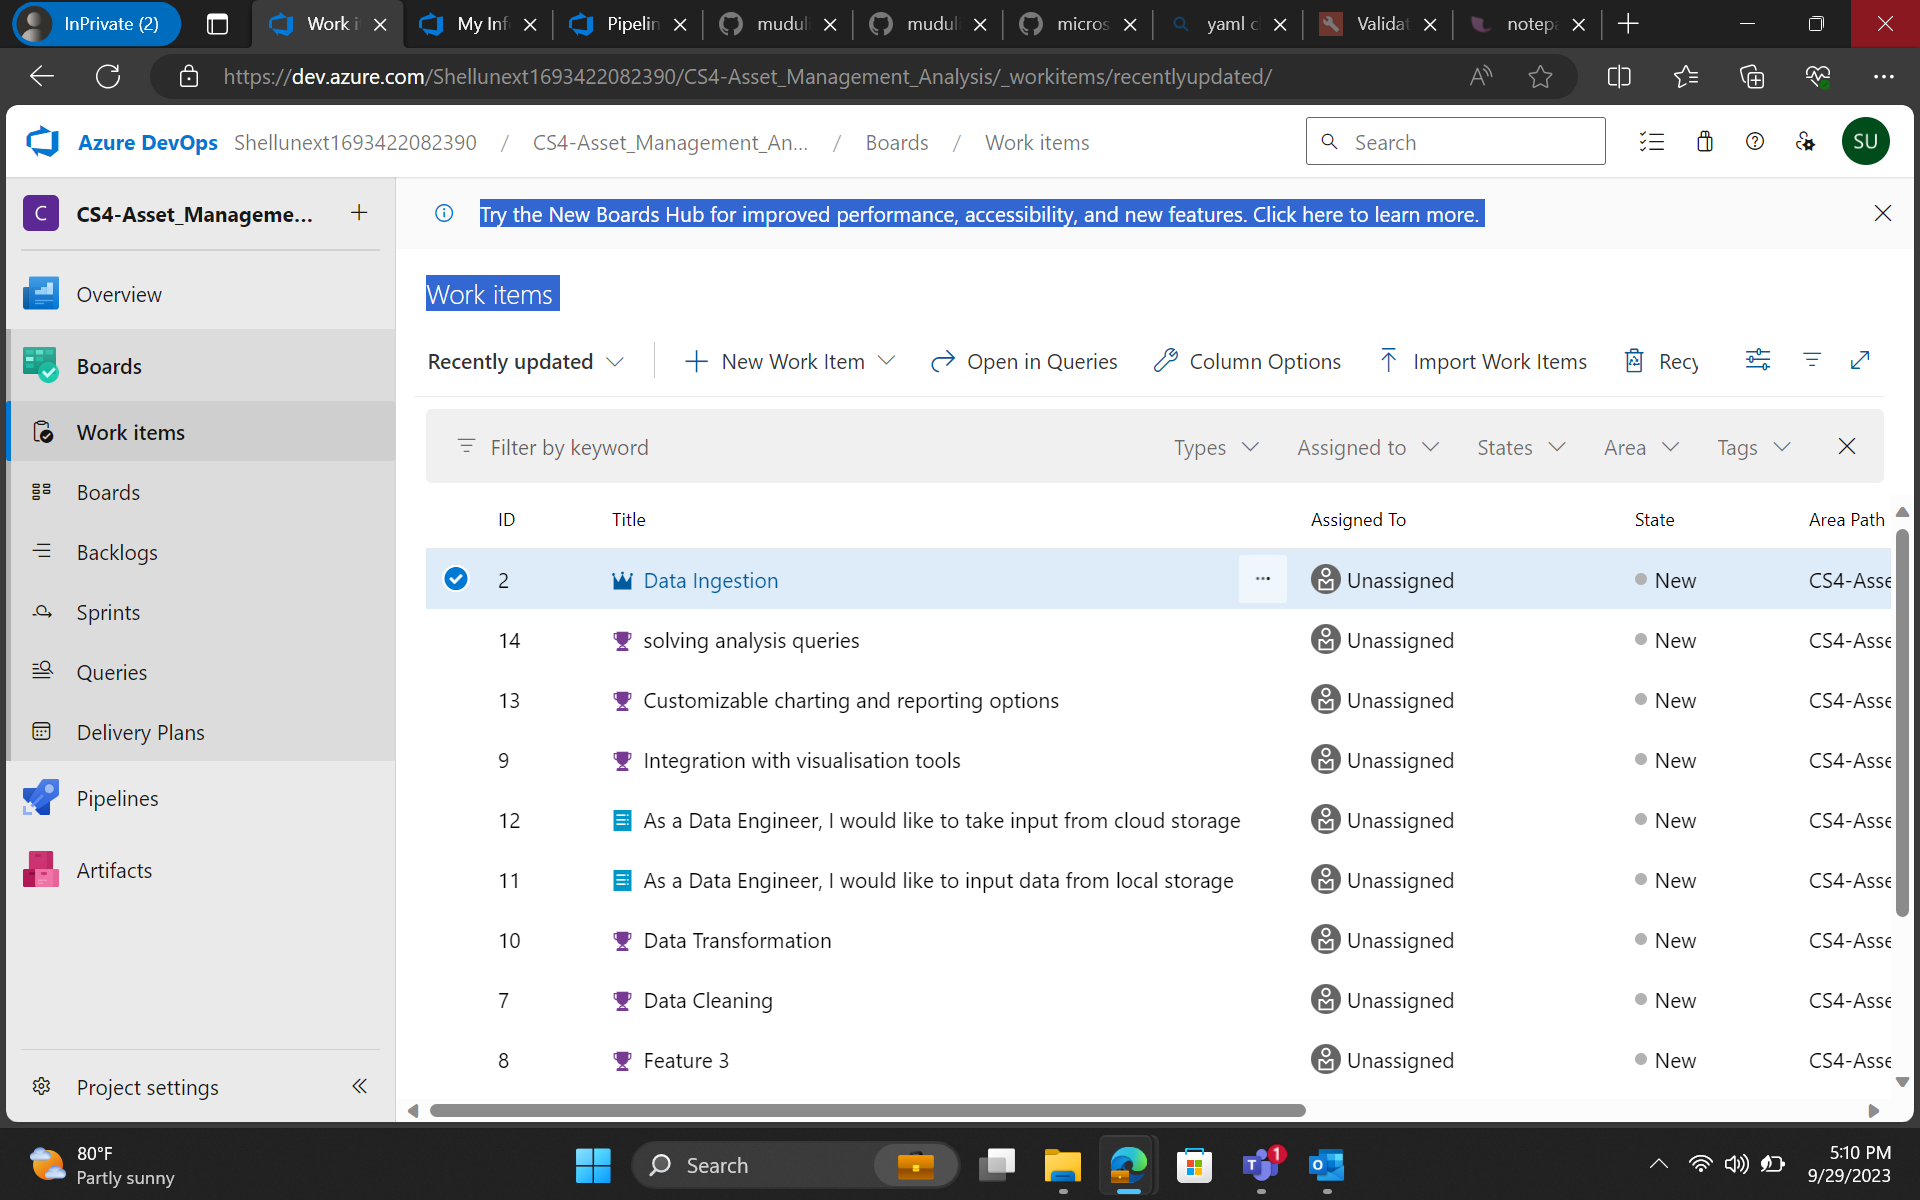 InPrivate (2)
Work i
My Inf
Pipelin
mudul
mudul
micros
yaml c
Validat
notepa
https://dev.azure.com/Shellunext1693422082390/CS4-Asset_Management_Analysis/_workitems/recentlyupdated/
Azure DevOps
Shellunext1693422082390 / CS4-Asset_Management_An... / Boards / Work items
Search
SU
C
CS4-Asset_Manageme...
Try the New Boards Hub for improved performance, accessibility, and new features. Click here to learn more.
Overview
Boards
Work items
Boards
Backlogs
Sprints
Queries
Delivery Plans
Pipelines
Artifacts
Project settings
Work items
Recently updated
New Work Item
Open in Queries
Column Options
Import Work Items
Recy
Filter by keyword
Types
Assigned to
States
Area
Tags
ID Title Assigned To State Area Path
2 Data Ingestion ... Unassigned New CS4-Asse
14 solving analysis queries Unassigned New CS4-Asse
13 Customizable charting and reporting options Unassigned New CS4-Asse
9 Integration with visualisation tools Unassigned New CS4-Asse
12 As a Data Engineer, I would like to take input from cloud storage Unassigned New CS4-Asse
11 As a Data Engineer, I would like to input data from local storage Unassigned New CS4-Asse
10 Data Transformation Unassigned New CS4-Asse
7 Data Cleaning Unassigned New CS4-Asse
8 Feature 3 Unassigned New CS4-Asse
80°F
Partly sunny
Search
1
5:10 PM
9/29/2023